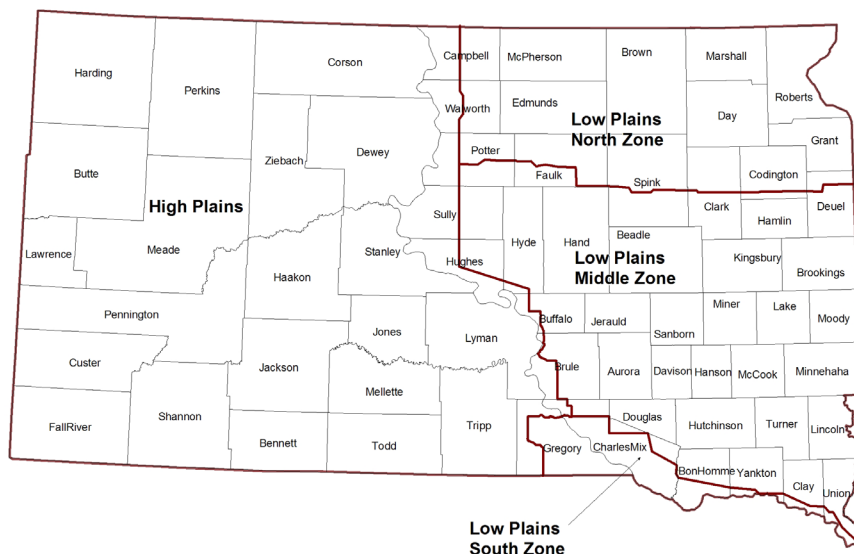 Harding
Perkins
Corson
Campbell
McPherson
Brown
Marshall
Roberts
Walworth
Edmunds
Day
Grant
Low Plains
North Zone
Potter
Faulk
Spink
Codington
Butte
Ziebach
Dewey
High Plains
Sully
Clark
Deuel
Hamlin
Lawrence
Meade
Stanley
Hyde
Hand
Beadle
Low Plains
Middle Zone
Kingsbury
Brookings
Haakon
Hughes
Pennington
Jones
Lyman
Buffalo
Jerauld
Sanborn
Miner
Lake
Moody
Custer
Jackson
Brule
Aurora
Davison
Hanson
McCook
Minnehaha
Mellette
FallRiver
Shannon
Bennett
Todd
Tripp
Gregory
CharlesMix
Douglas
Hutchinson
Turner
Lincoln
BonHomme
Yankton
Clay
Union
Low Plains
South Zone